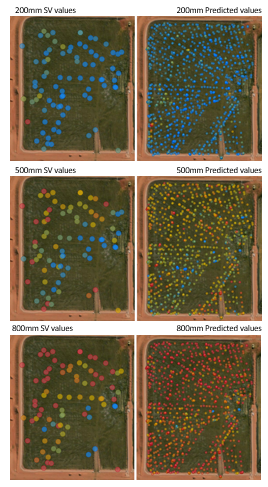 200mm SV values
200mm Predicted values
500mm SV values
500mm Predicted values
800mm SV values
800mm Predicted values